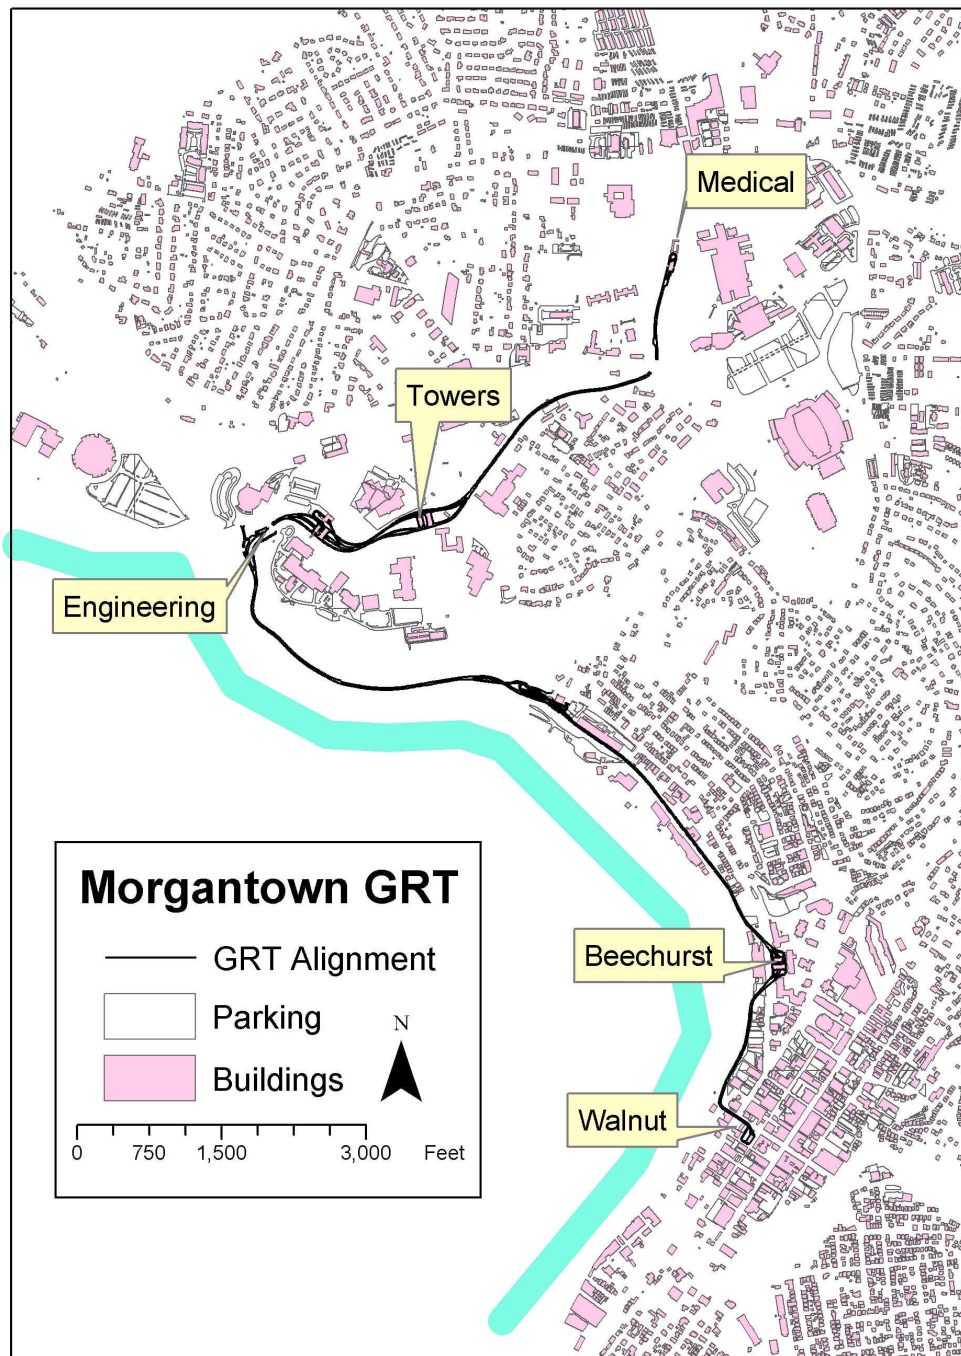 Medical
Towers
Engineering
Beechurst
Walnut
Morgantown GRT
GRT Alignment
Parking
Buildings
N
0 750 1,500 3,000 Feet